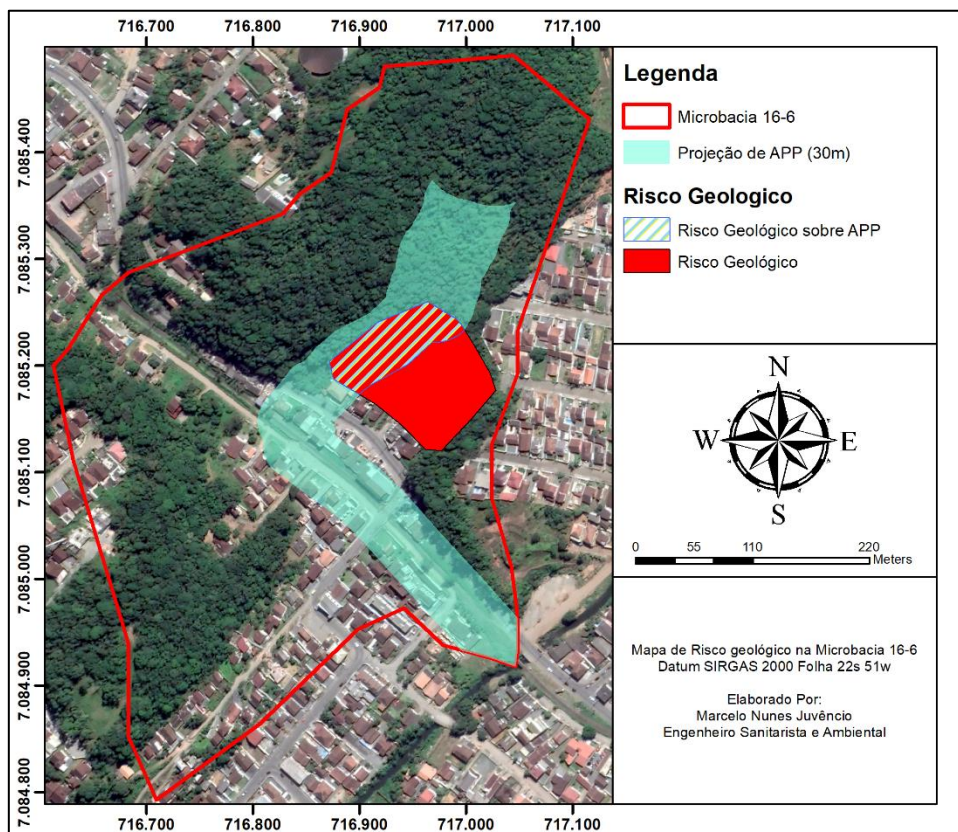 716.700 716.800 716.900 717.000 717.100
7.085.400
7.085.300
7.085.200
7.085.100
7.085.000
7.084.900
7.084.800
716.700 716.800 716.900 717.000 717.100
Legenda
Microbacia 16-6
Projeção de APP (30m)
Risco Geologico
Risco Geológico sobre APP
Risco Geológico
N
W E
S
0 55 110 220
Meters
Mapa de Risco geológico na Microbacia 16-6
Datum SIRGAS 2000 Folha 22s 51w
Elaborado Por:
Marcelo Nunes Juvêncio
Engenheiro Sanitarista e Ambiental